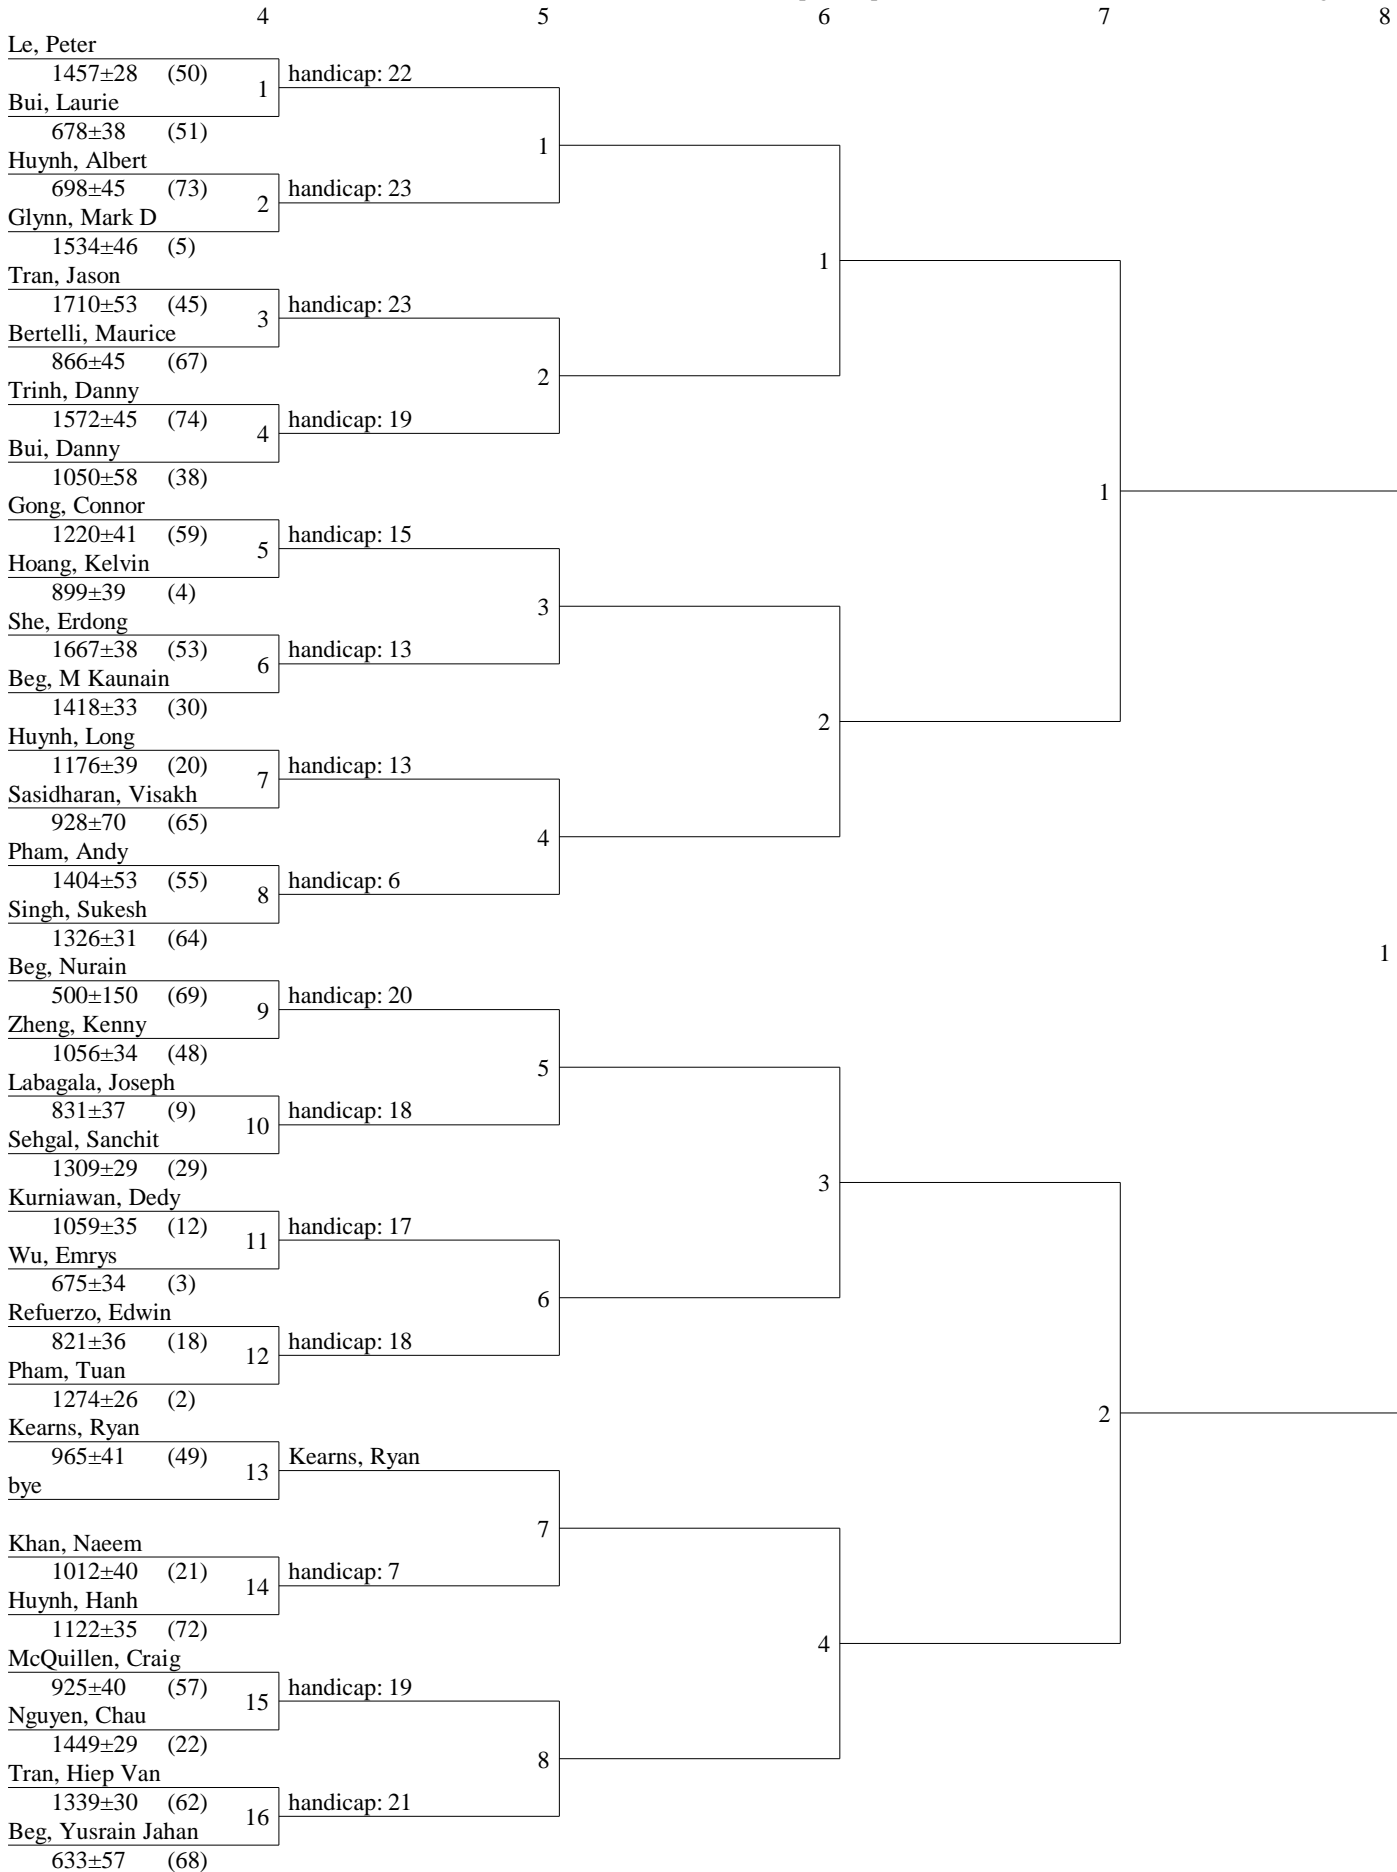 4 5 6 7 8
Le, Peter
1457±28 (50) 1 handicap: 22
Bui, Laurie
678±38 (51)
1
Huynh, Albert
698±45 (73) 2 handicap: 23
Glynn, Mark D
1534±46 (5)
1
Tran, Jason
1710±53 (45) 3 handicap: 23
Bertelli, Maurice
866±45 (67)
2
Trinh, Danny
1572±45 (74) 4 handicap: 19
Bui, Danny
1050±58 (38)
1
Gong, Connor
1220±41 (59) 5 handicap: 15
Hoang, Kelvin
899±39 (4)
3
She, Erdong
1667±38 (53) 6 handicap: 13
Beg, M Kaunain
1418±33 (30)
2
Huynh, Long
1176±39 (20) 7 handicap: 13
Sasidharan, Visakh
928±70 (65)
4
Pham, Andy
1404±53 (55) 8 handicap: 6
Singh, Sukesh
1326±31 (64)
1
Beg, Nurain
500±150 (69) 9 handicap: 20
Zheng, Kenny
1056±34 (48)
5
Labagala, Joseph
831±37 (9) 10 handicap: 18
Sehgal, Sanchit
1309±29 (29)
3
Kurniawan, Dedy
1059±35 (12) 11 handicap: 17
Wu, Emrys
675±34 (3)
6
Refuerzo, Edwin
821±36 (18) 12 handicap: 18
Pham, Tuan
1274±26 (2)
2
Kearns, Ryan
965±41 (49) 13 Kearns, Ryan
bye
7
Khan, Naeem
1012±40 (21) 14 handicap: 7
Huynh, Hanh
1122±35 (72)
4
McQuillen, Craig
925±40 (57) 15 handicap: 19
Nguyen, Chau
1449±29 (22)
8
Tran, Hiep Van
1339±30 (62) 16 handicap: 21
Beg, Yusrain Jahan
633±57 (68)